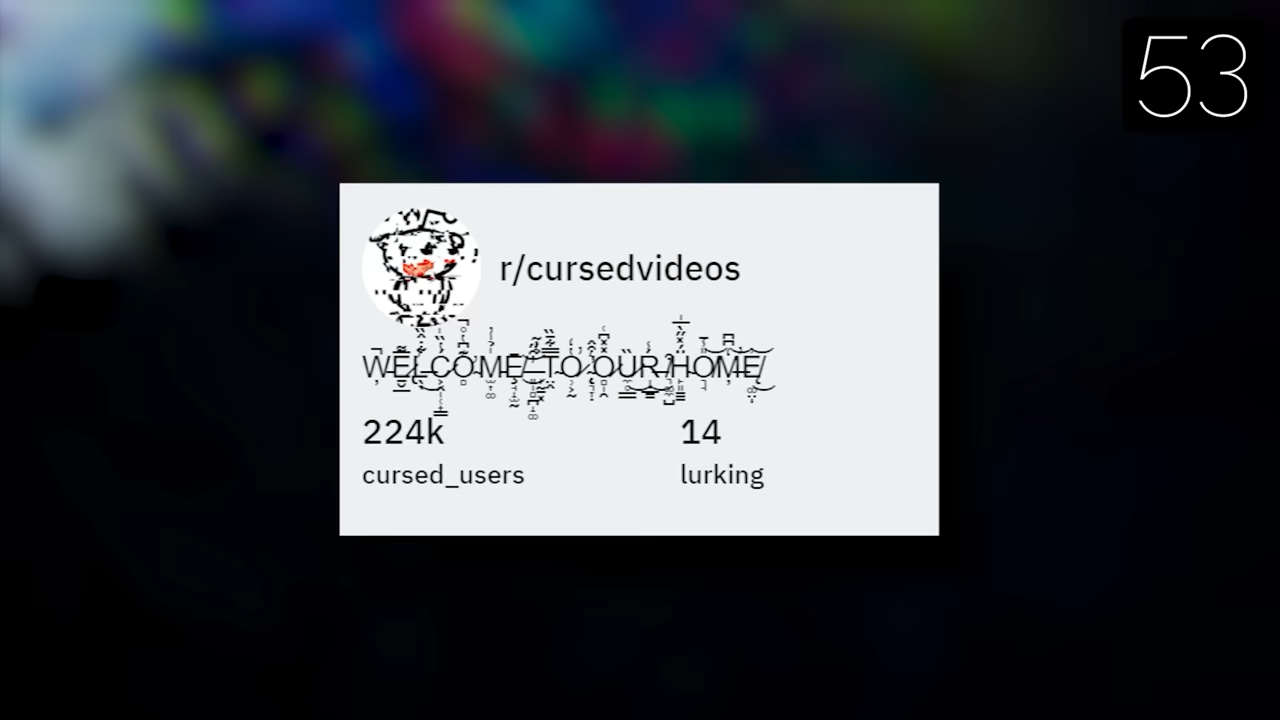 53
r/cursedvideos
WELCOME TO OUR HOME
224k 14
cursed_users lurking